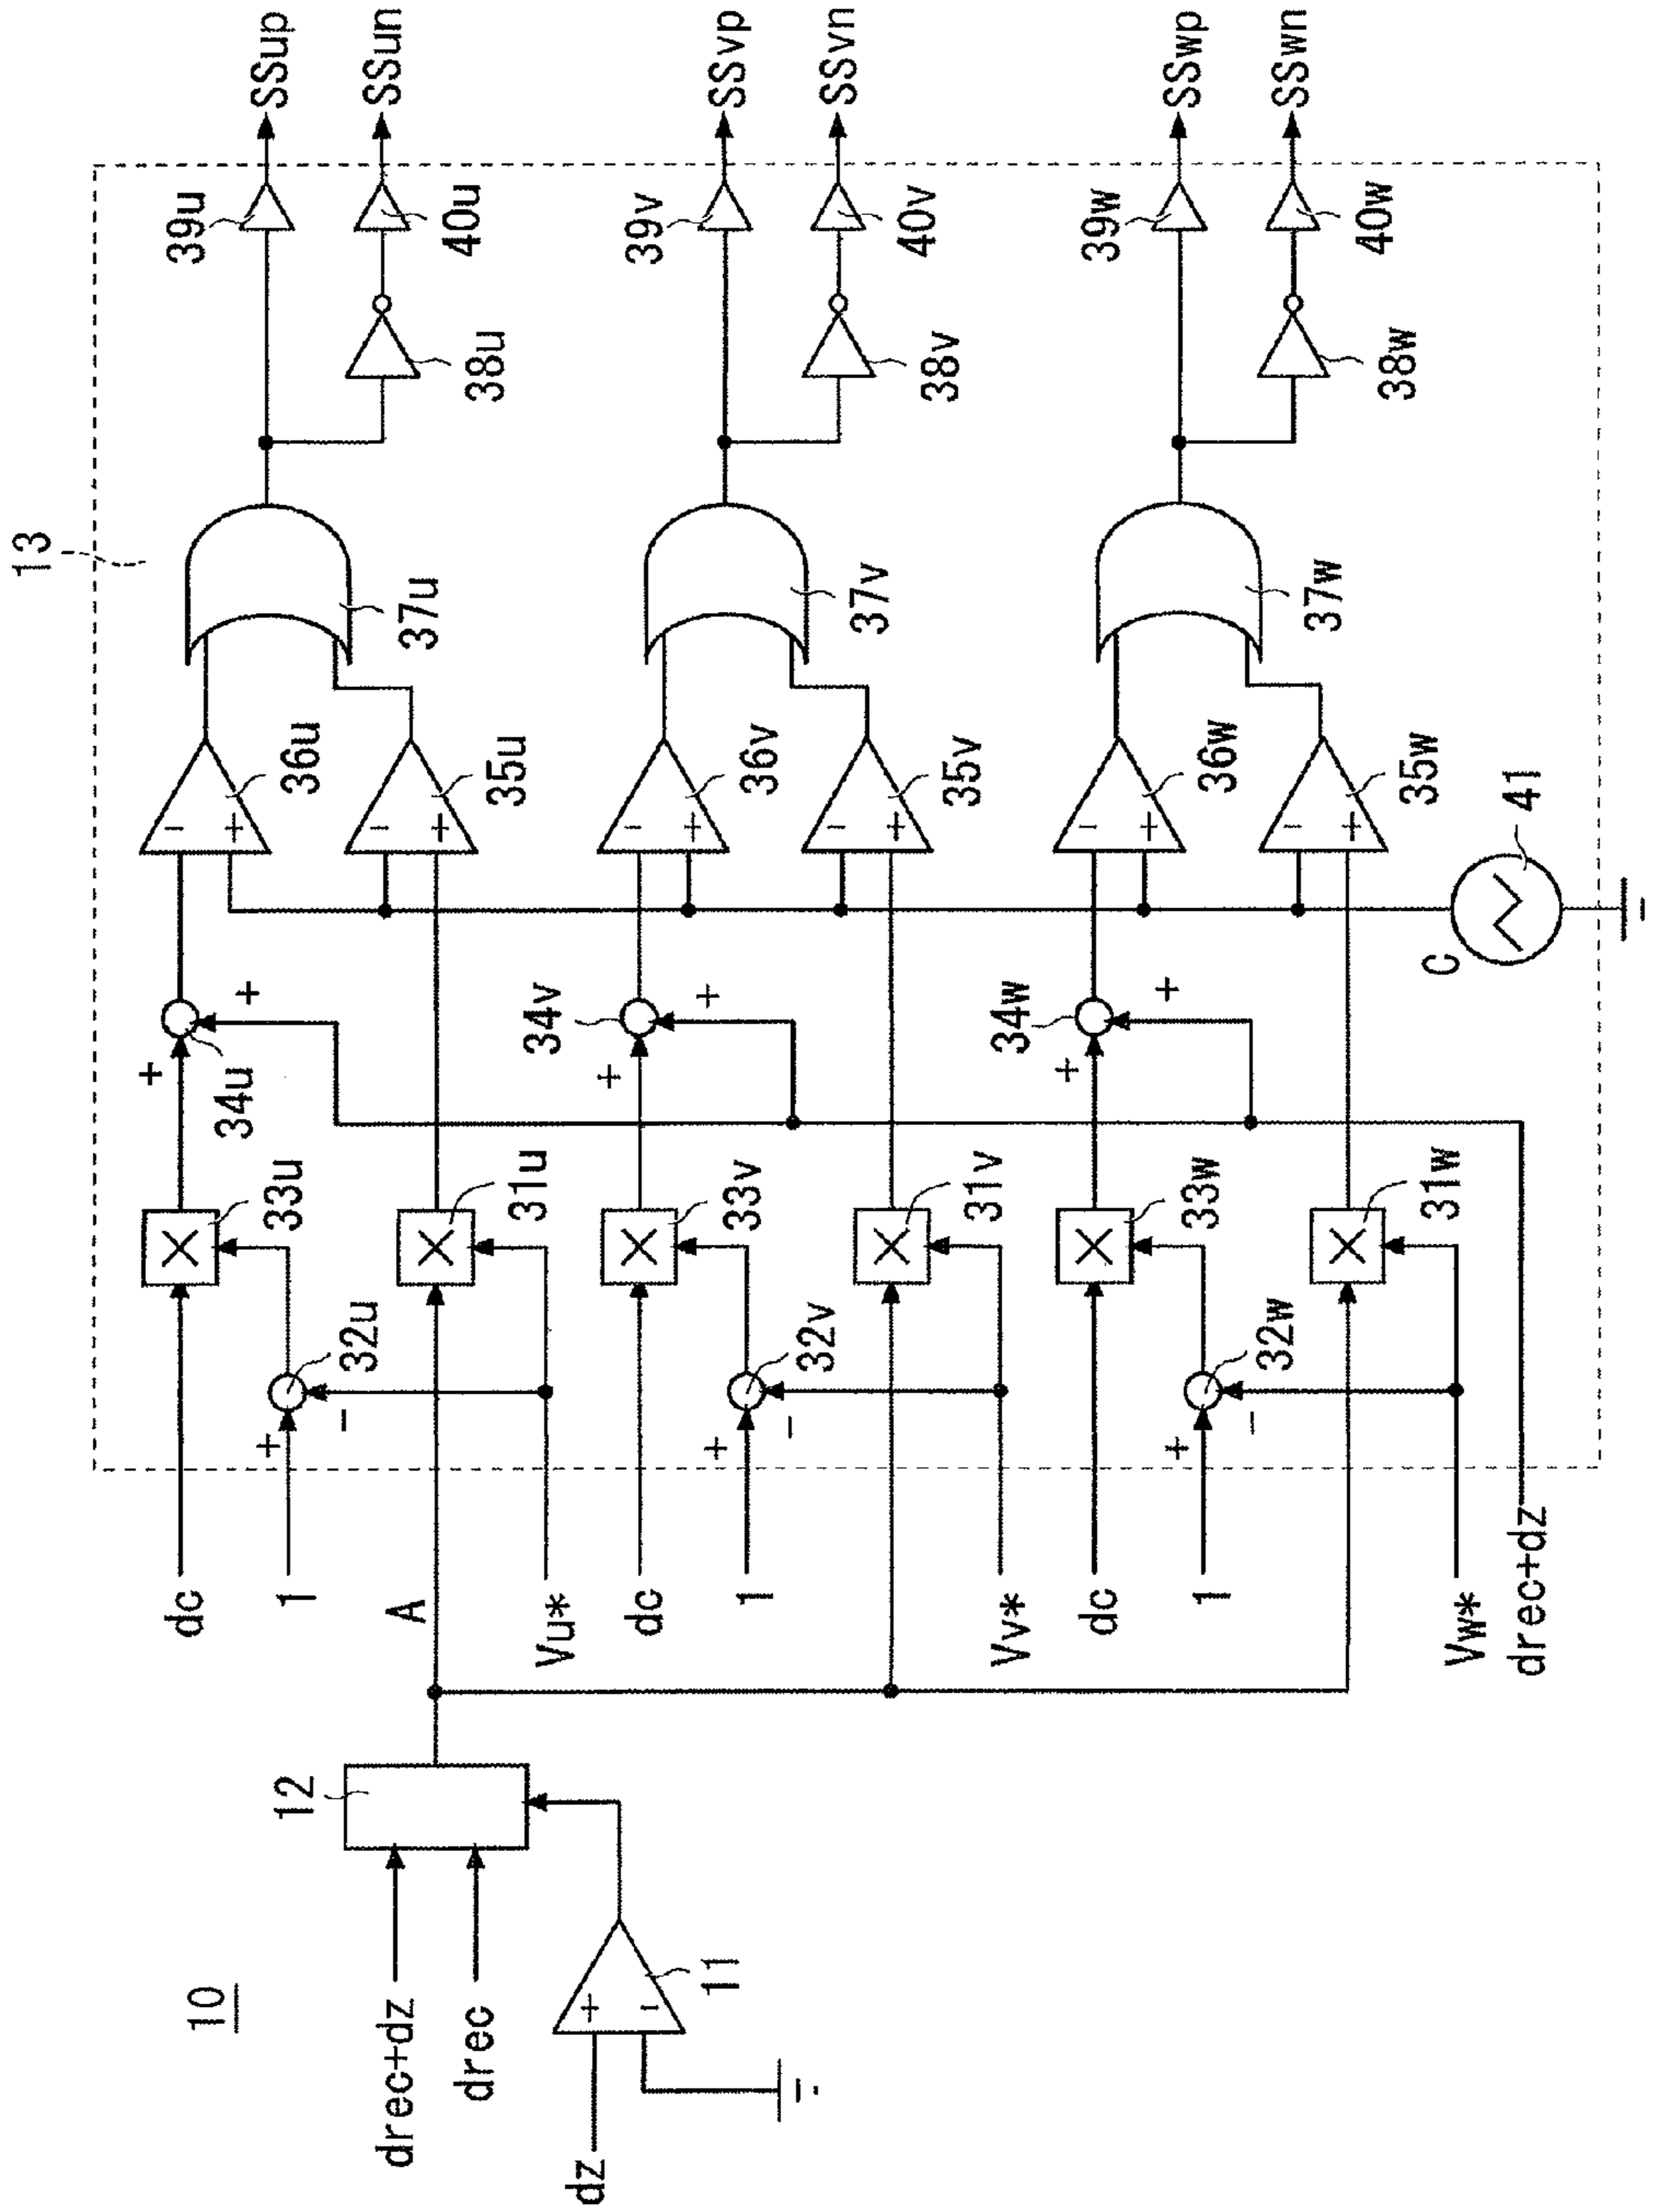 10
13
dz
11
drec+dz
drec
12
A
dc
1
Vu*
32u
33u
31u
34u
36u
35u
37u
38u
39u
40u
SSup
SSun
dc
1
Vv*
32v
33v
31v
34v
36v
35v
37v
38v
39v
40v
SSvp
SSvn
dc
1
Vw*
drec+dz
32w
33w
31w
34w
36w
35w
37w
38w
39w
40w
SSwp
SSwn
C
41
+
-
+
-
+
+
-
+
-
+
+
-
+
-
+
+
-
+
-
+
+
-
+
-
+
+
-
+